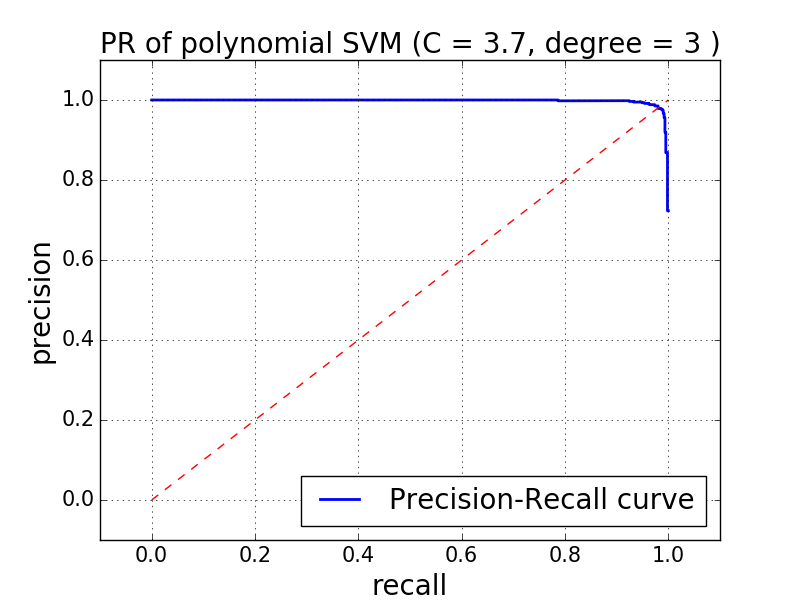 PR of polynomial SVM (C = 3.7, degree = 3 )
precision
1.0
0.8
0.6
0.4
0.2
0.0
Precision-Recall curve
0.0 0.2 0.4 0.6 0.8 1.0
recall